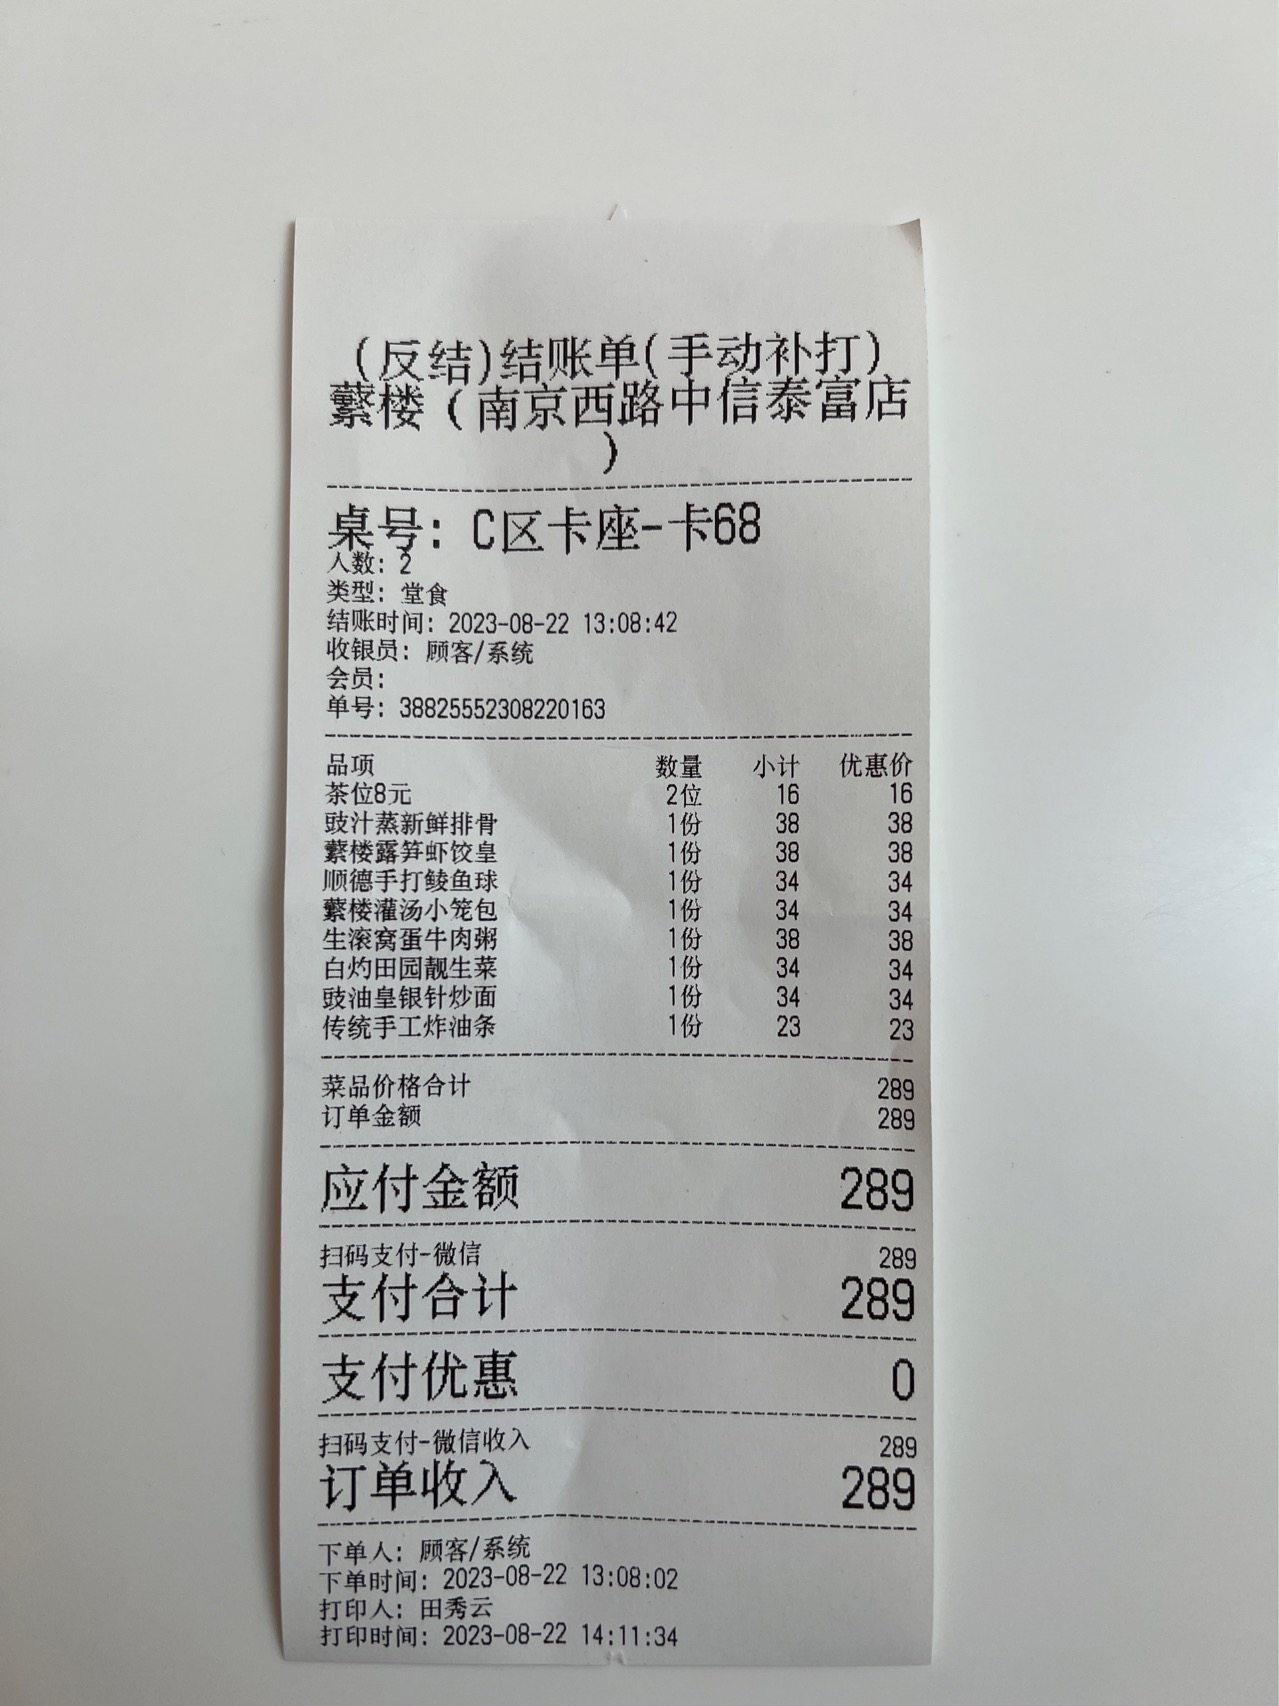 (反结)结账单(手动补打)
蘩楼（南京西路中信泰富店
）
桌号: C区卡座-卡68
人数: 2
类型: 堂食
结账时间: 2023-08-22 13:08:42
收银员: 顾客/系统
会员:
单号: 38825552308220163
品项 数量 小计 优惠价
茶位8元 2位 16 16
豉汁蒸新鲜排骨 1份 38 38
蘩楼露笋虾饺皇 1份 38 38
顺德手打鲮鱼球 1份 34 34
蘩楼灌汤小笼包 1份 34 34
生滚窝蛋牛肉粥 1份 38 38
白灼田园靓生菜 1份 34 34
豉油皇银针炒面 1份 34 34
传统手工炸油条 1份 23 23
菜品价格合计 289
订单金额 289
应付金额 289
扫码支付-微信 289
支付合计 289
支付优惠 0
扫码支付-微信收入 289
订单收入 289
下单人: 顾客/系统
下单时间: 2023-08-22 13:08:02
打印人: 田秀云
打印时间: 2023-08-22 14:11:34